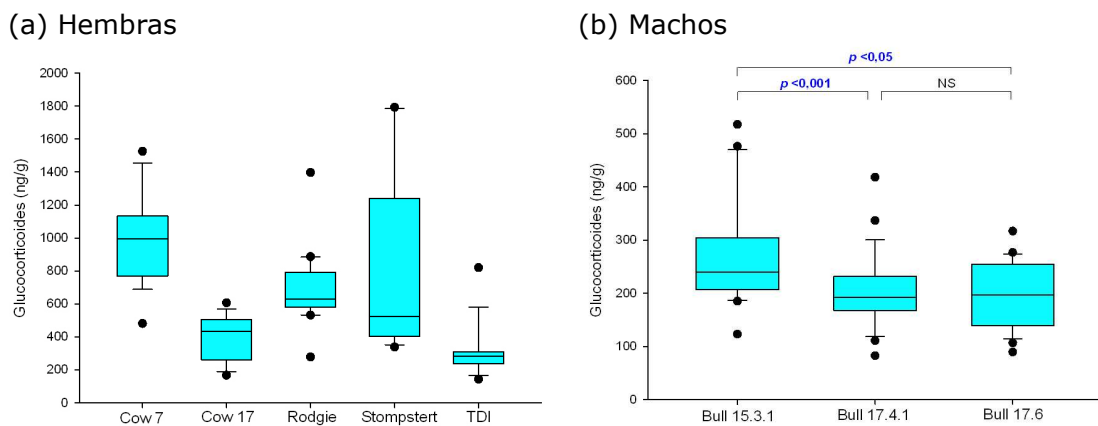 (a) Hembras
2000
1800
1600
1400
1200
1000
800
600
400
200
0
Glucocorticoides (ng/g)
Cow 7 Cow 17 Rodgie Stompstert TDI
(b) Machos
p <0,05
p <0,001 NS
600
500
400
300
200
100
0
Glucocorticoides (ng/g)
Bull 15.3.1 Bull 17.4.1 Bull 17.6